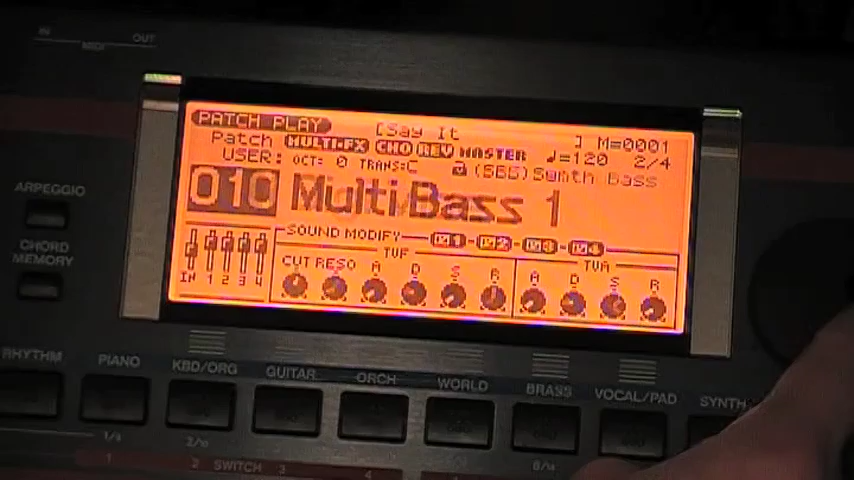 IN
MIDI
OUT
PATCH PLAY
[Say It ] M=0001
Patch MULTI-FX CHO REV MASTER ♩=120 2/4
USER: OCT: 0 TRANS:C (SBS)Synth Bass
010 MultiBass 1
SOUND MODIFY
TVF TVA
CUT RESO A D S R A D S R
IN 1 2 3 4
ARPEGGIO
CHORD
MEMORY
RHYTHM PIANO KBD/ORG GUITAR ORCH WORLD BRASS VOCAL/PAD SYNTH
1 2 SWITCH 3 4